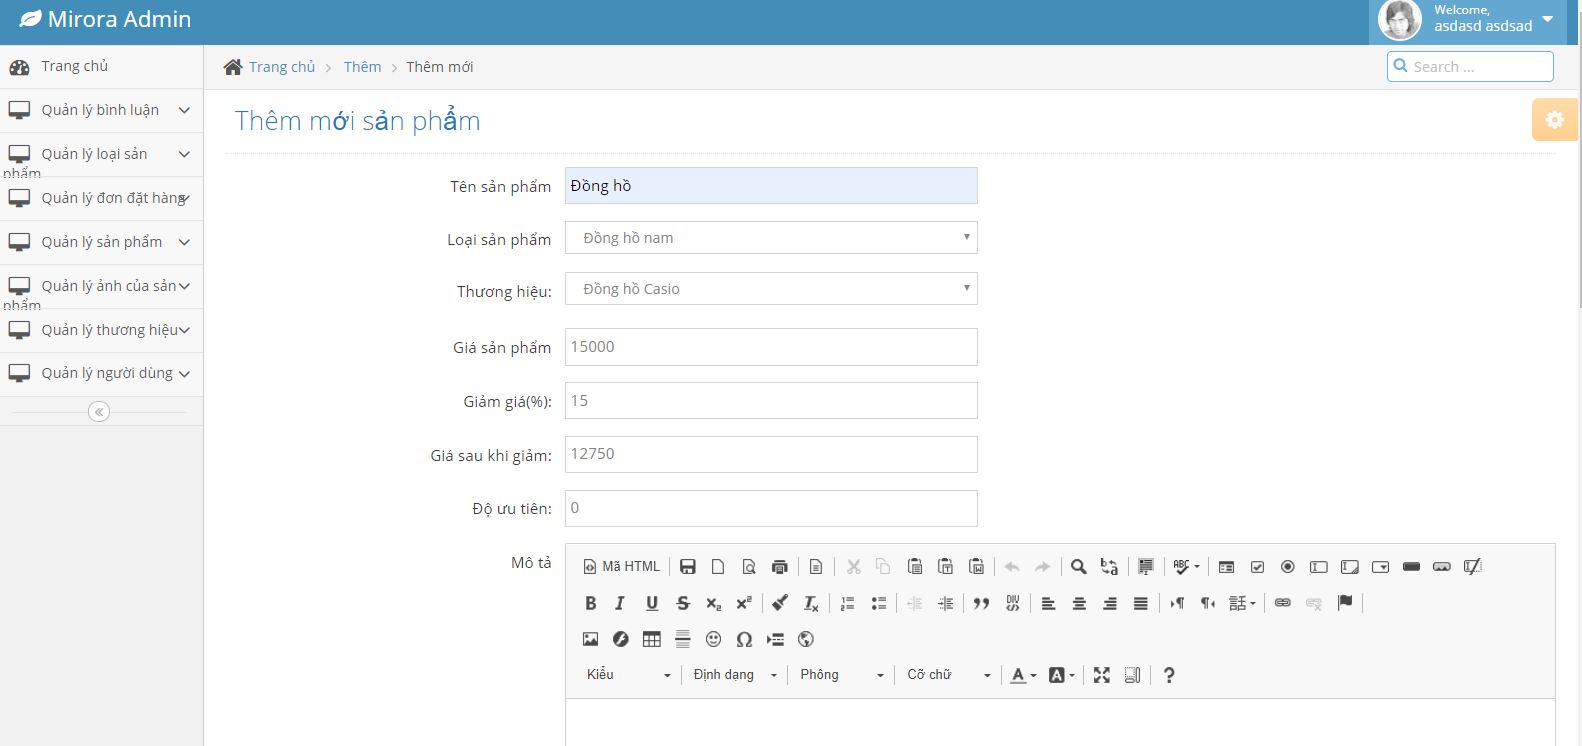 Mirora Admin
Welcome,
asdasd asdsad
Trang chủ
Quản lý bình luận
Quản lý loại sản
phẩm
Quản lý đơn đặt hàng
Quản lý sản phẩm
Quản lý ảnh của sản
phẩm
Quản lý thương hiệu
Quản lý người dùng
Trang chủ
Thêm
Thêm mới
Search ...
Thêm mới sản phẩm
Tên sản phẩm
Đồng hồ
Loại sản phẩm
Đồng hồ nam
Thương hiệu:
Đồng hồ Casio
Giá sản phẩm
15000
Giảm giá(%):
15
Giá sau khi giảm:
12750
Độ ưu tiên:
0
Mô tả
Mã HTML
Kiểu
Định dạng
Phông
Cỡ chữ